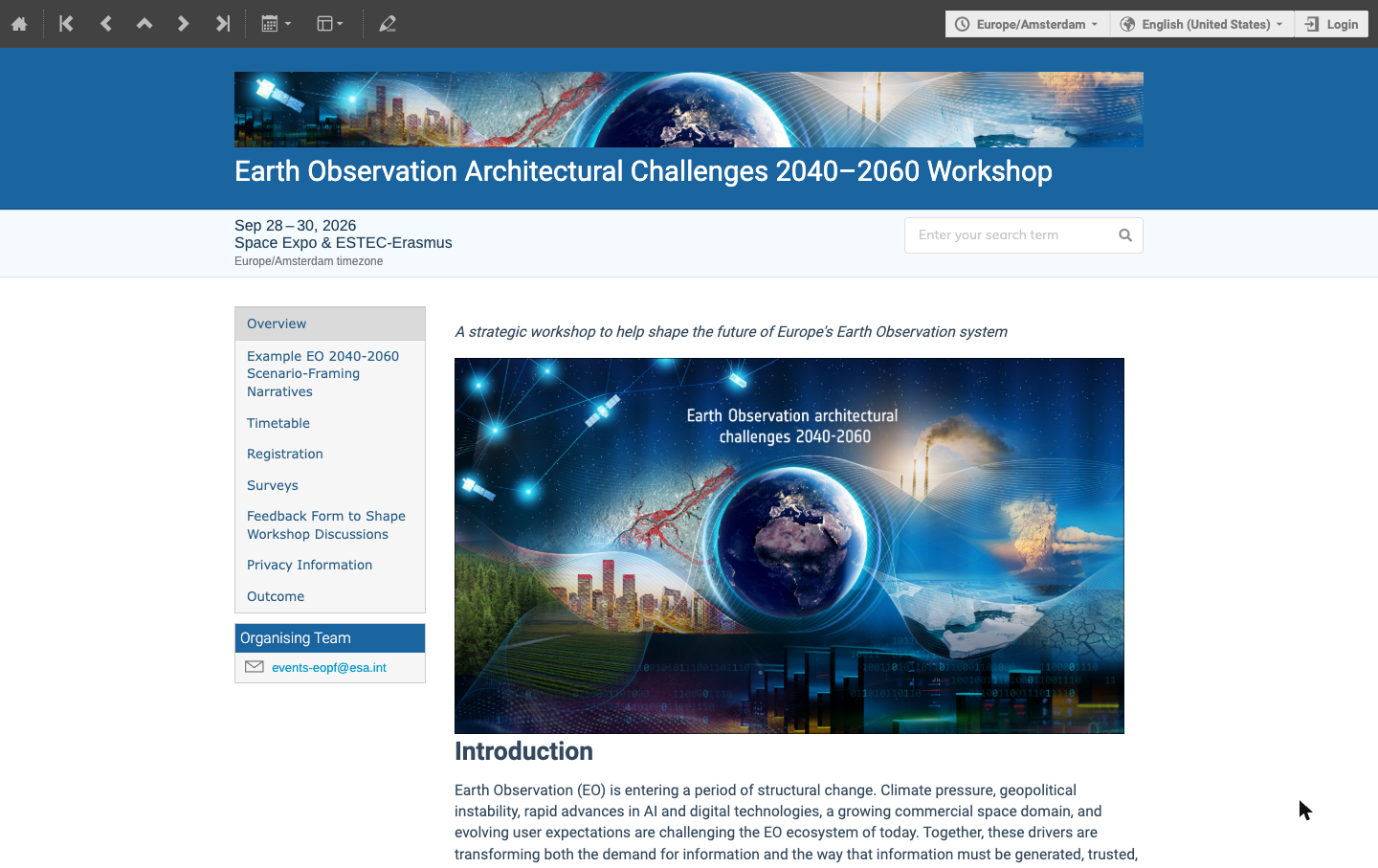 Europe/Amsterdam
English (United States)
Login
Earth Observation Architectural Challenges 2040–2060 Workshop
Sep 28 – 30, 2026
Space Expo & ESTEC-Erasmus
Europe/Amsterdam timezone
Enter your search term
Overview
Example EO 2040-2060
Scenario-Framing
Narratives
Timetable
Registration
Surveys
Feedback Form to Shape
Workshop Discussions
Privacy Information
Outcome
Organising Team
events-eopf@esa.int
A strategic workshop to help shape the future of Europe's Earth Observation system
Earth Observation architectural
challenges 2040-2060
Introduction
Earth Observation (EO) is entering a period of structural change. Climate pressure, geopolitical
instability, rapid advances in AI and digital technologies, a growing commercial space domain, and
evolving user expectations are challenging the EO ecosystem of today. Together, these drivers are
transforming both the demand for information and the way that information must be generated, trusted,